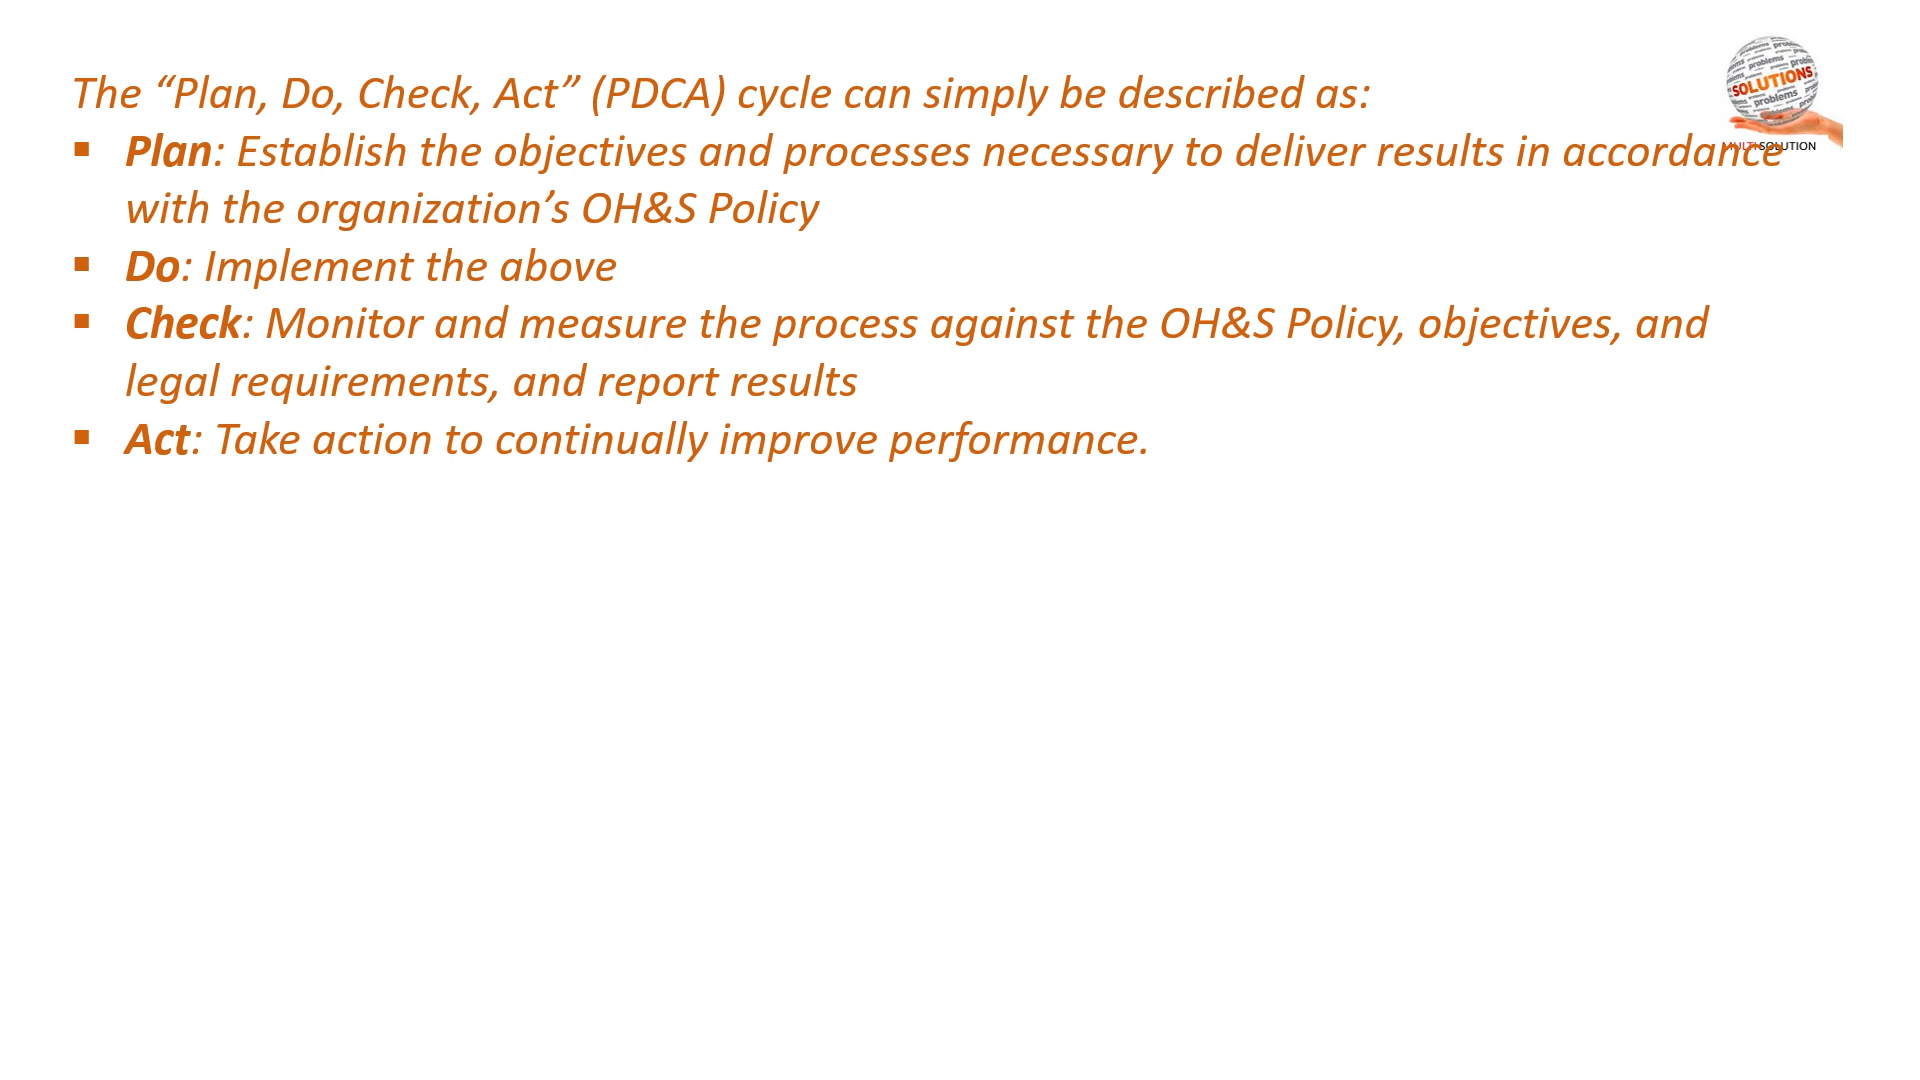 The “Plan, Do, Check, Act” (PDCA) cycle can simply be described as:
▪ Plan: Establish the objectives and processes necessary to deliver results in accordance
with the organization’s OH&S Policy
▪ Do: Implement the above
▪ Check: Monitor and measure the process against the OH&S Policy, objectives, and
legal requirements, and report results
▪ Act: Take action to continually improve performance.
problems
problems
SOLUTIONS
problems
MULTI SOLUTION